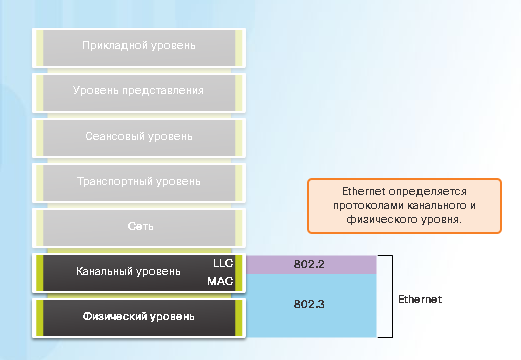 Прикладной уровень
Уровень представления
Сеансовый уровень
Транспортный уровень
Сеть
Ethernet определяется
протоколами канального и
физического уровня.
Канальный уровень
LLC
MAC
802.2
802.3
Ethernet
Физический уровень